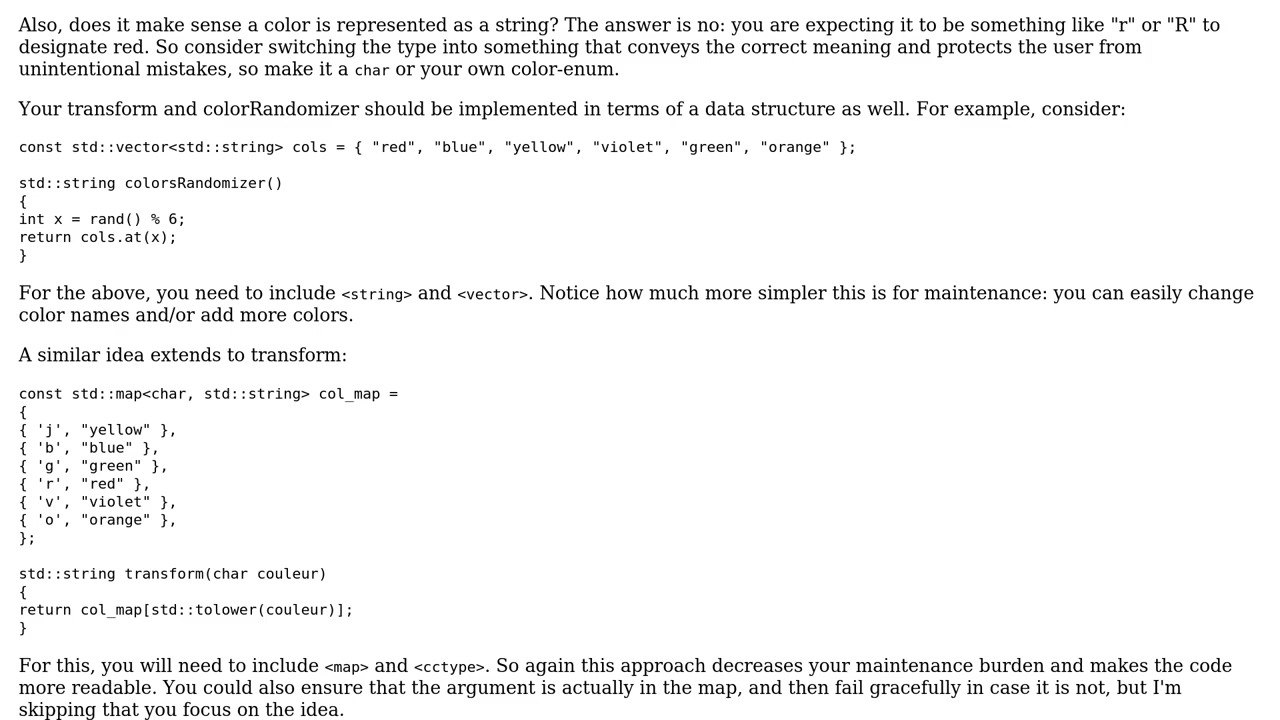 Also, does it make sense a color is represented as a string? The answer is no: you are expecting it to be something like "r" or "R" to
designate red. So consider switching the type into something that conveys the correct meaning and protects the user from
unintentional mistakes, so make it a char or your own color-enum.
Your transform and colorRandomizer should be implemented in terms of a data structure as well. For example, consider:
const std::vector<std::string> cols = { "red", "blue", "yellow", "violet", "green", "orange" };
std::string colorsRandomizer()
{
int x = rand() % 6;
return cols.at(x);
}
For the above, you need to include <string> and <vector>. Notice how much more simpler this is for maintenance: you can easily change
color names and/or add more colors.
A similar idea extends to transform:
const std::map<char, std::string> col_map =
{
{ 'j', "yellow" },
{ 'b', "blue" },
{ 'g', "green" },
{ 'r', "red" },
{ 'v', "violet" },
{ 'o', "orange" },
};
std::string transform(char couleur)
{
return col_map[std::tolower(couleur)];
}
For this, you will need to include <map> and <cctype>. So again this approach decreases your maintenance burden and makes the code
more readable. You could also ensure that the argument is actually in the map, and then fail gracefully in case it is not, but I'm
skipping that you focus on the idea.